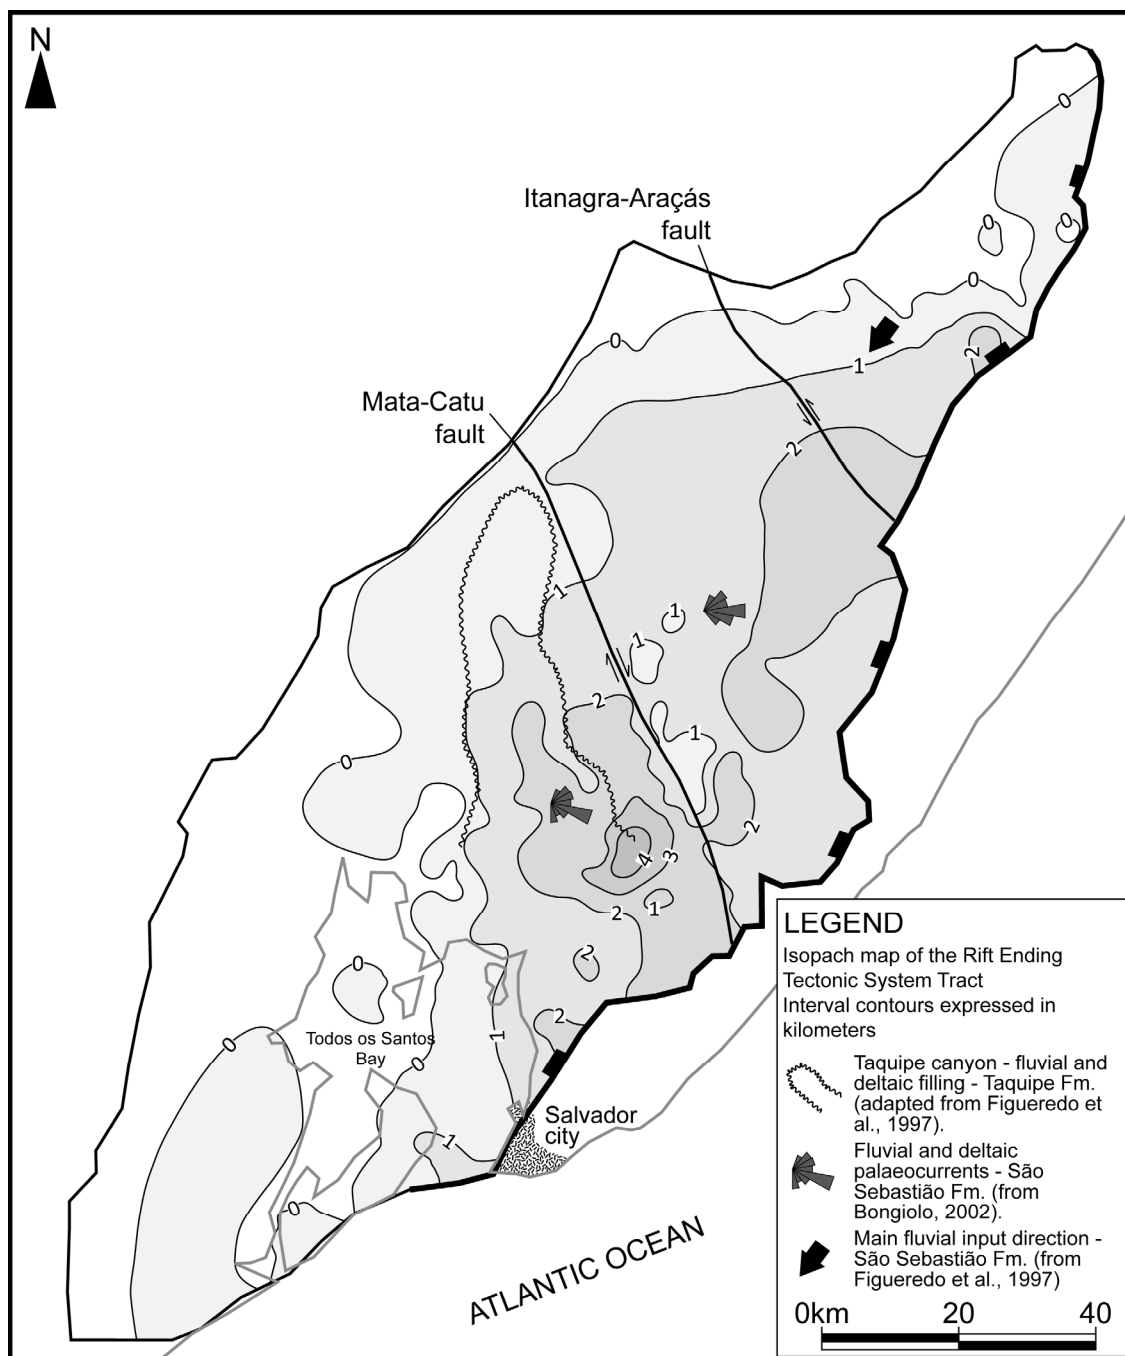 N
0
0
0
Itanagra-Araçás
fault
0
0
2
1
Mata-Catu
fault
2
1
1
1
2
1
0
2
4
3
1
2
2
0
2
1
0
Todos os Santos
Bay
0
1
Salvador
city
0
ATLANTIC OCEAN
LEGEND
Isopach map of the Rift Ending
Tectonic System Tract
Interval contours expressed in
kilometers
Taquipe canyon - fluvial and
deltaic filling - Taquipe Fm.
(adapted from Figueredo et
al., 1997).
Fluvial and deltaic
palaeocurrents - São
Sebastião Fm. (from
Bongiolo, 2002).
Main fluvial input direction -
São Sebastião Fm. (from
Figueredo et al., 1997)
0km 20 40